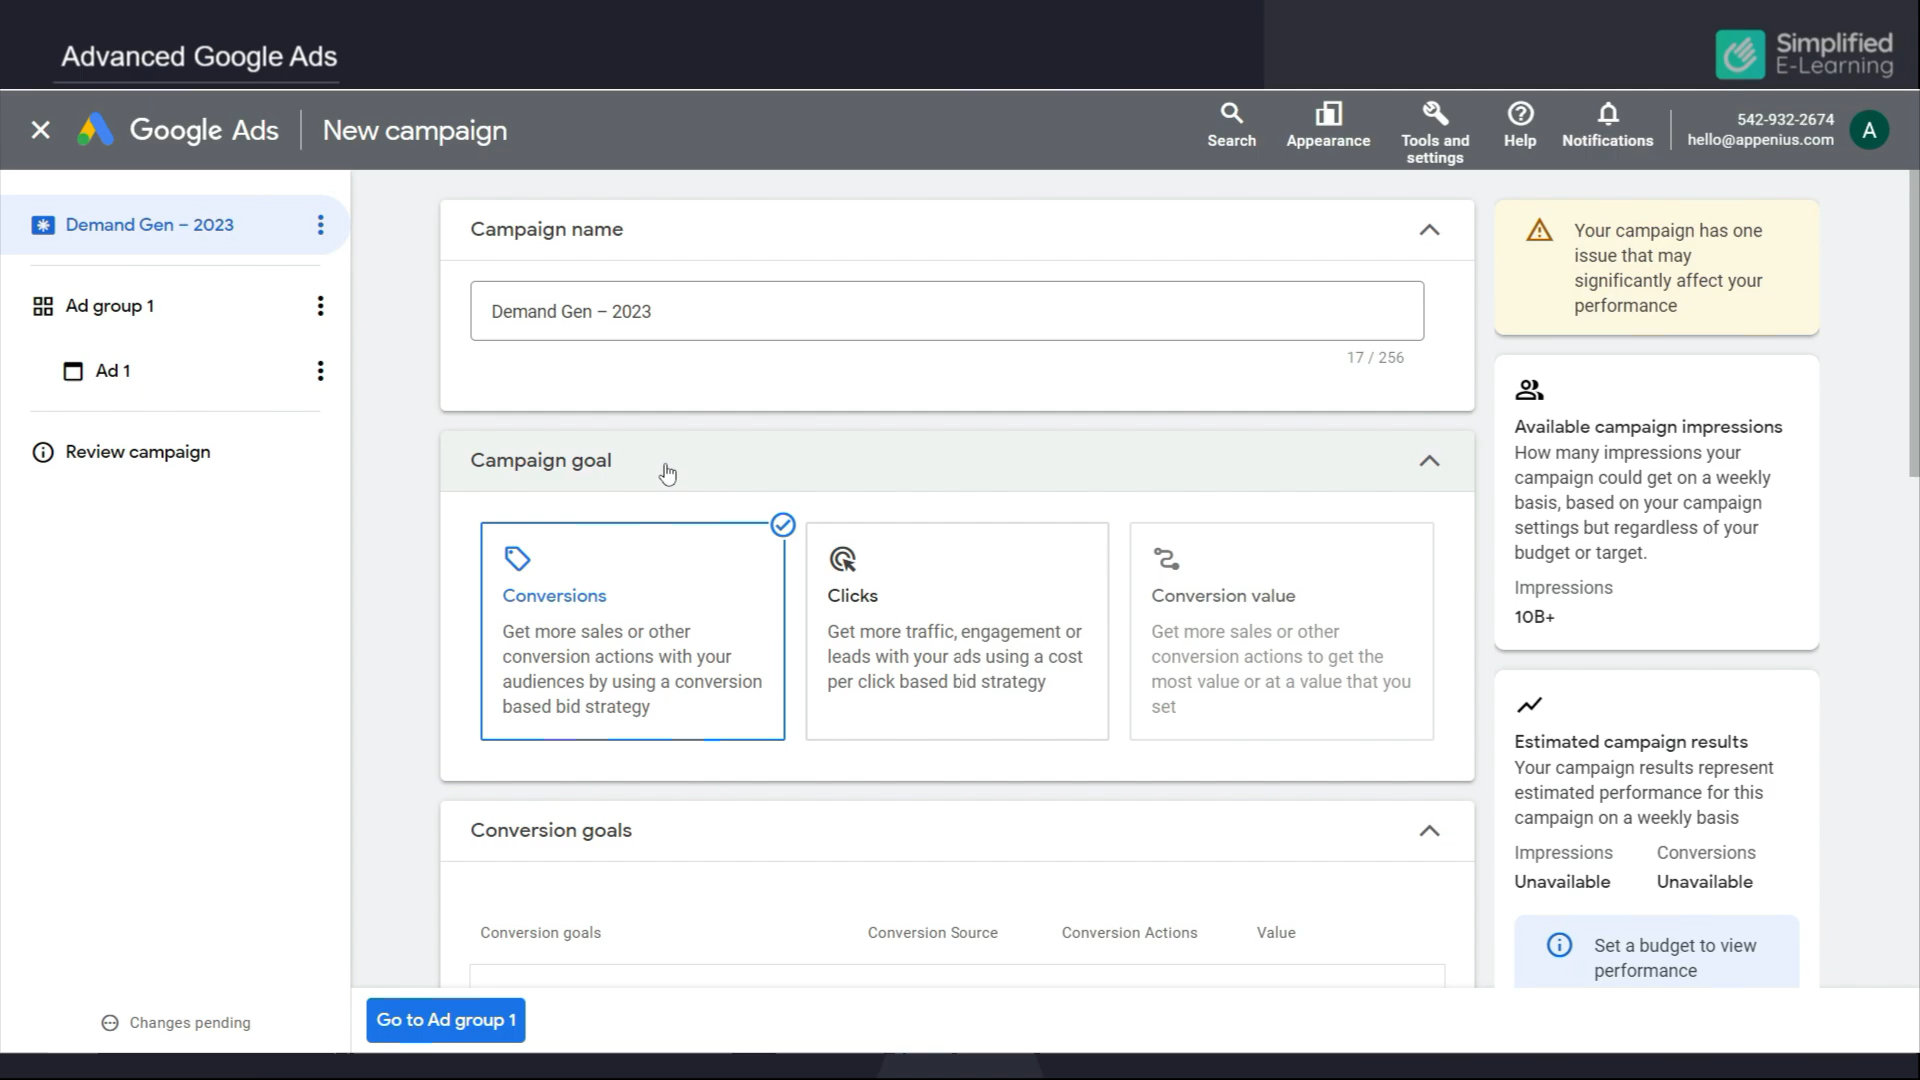 Advanced Google Ads
Simplified
E-Learning
Google Ads
New campaign
Search
Appearance
Tools and
settings
Help
Notifications
542-932-2674
hello@appenius.com
A
Demand Gen – 2023
Ad group 1
Ad 1
Review campaign
Changes pending
Campaign name
Demand Gen – 2023
17 / 256
Campaign goal
Conversions
Get more sales or other
conversion actions with your
audiences by using a conversion
based bid strategy
Clicks
Get more traffic, engagement or
leads with your ads using a cost
per click based bid strategy
Conversion value
Get more sales or other
conversion actions to get the
most value or at a value that you
set
Conversion goals
Conversion goals Conversion Source Conversion Actions Value
Go to Ad group 1
Your campaign has one
issue that may
significantly affect your
performance
Available campaign impressions
How many impressions your
campaign could get on a weekly
basis, based on your campaign
settings but regardless of your
budget or target.
Impressions
10B+
Estimated campaign results
Your campaign results represent
estimated performance for this
campaign on a weekly basis
Impressions Conversions
Unavailable Unavailable
Set a budget to view
performance